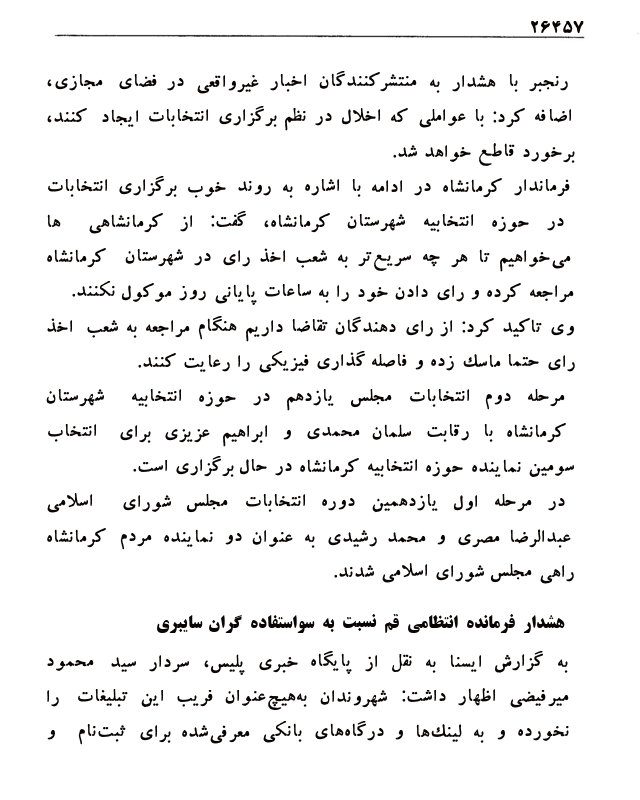 ۲۶۴۵۷
رنجبر با هشدار به منتشرکنندگان اخبار غیرواقعی در فضای مجازی،
اضافه کرد: با عواملی که اخلال در نظم برگزاری انتخابات ایجاد کنند،
برخورد قاطع خواهد شد.
فرماندار کرمانشاه در ادامه با اشاره به روند خوب برگزاری انتخابات
در حوزه انتخابیه شهرستان کرمانشاه، گفت: از کرمانشاهی ها
می‌خواهیم تا هر چه سریع‌تر به شعب اخذ رای در شهرستان کرمانشاه
مراجعه کرده و رای دادن خود را به ساعات پایانی روز موکول نکنند.
وی تاکید کرد: از رای دهندگان تقاضا داریم هنگام مراجعه به شعب اخذ
رای حتما ماسك زده و فاصله گذاری فیزیکی را رعایت کنند.
مرحله دوم انتخابات مجلس یازدهم در حوزه انتخابیه شهرستان
کرمانشاه با رقابت سلمان محمدی و ابراهیم عزیزی برای انتخاب
سومین نماینده حوزه انتخابیه کرمانشاه در حال برگزاری است.
در مرحله اول یازدهمین دوره انتخابات مجلس شورای اسلامی
عبدالرضا مصری و محمد رشیدی به عنوان دو نماینده مردم کرمانشاه
راهی مجلس شورای اسلامی شدند.
هشدار فرمانده انتظامی قم نسبت به سواستفاده گران سایبری
به گزارش ایسنا به نقل از پایگاه خبری پلیس، سردار سید محمود
میرفیضی اظهار داشت: شهروندان به‌هیچ‌عنوان فریب این تبلیغات را
نخورده و به لینك‌ها و درگاه‌های بانکی معرفی‌شده برای ثبت‌نام و